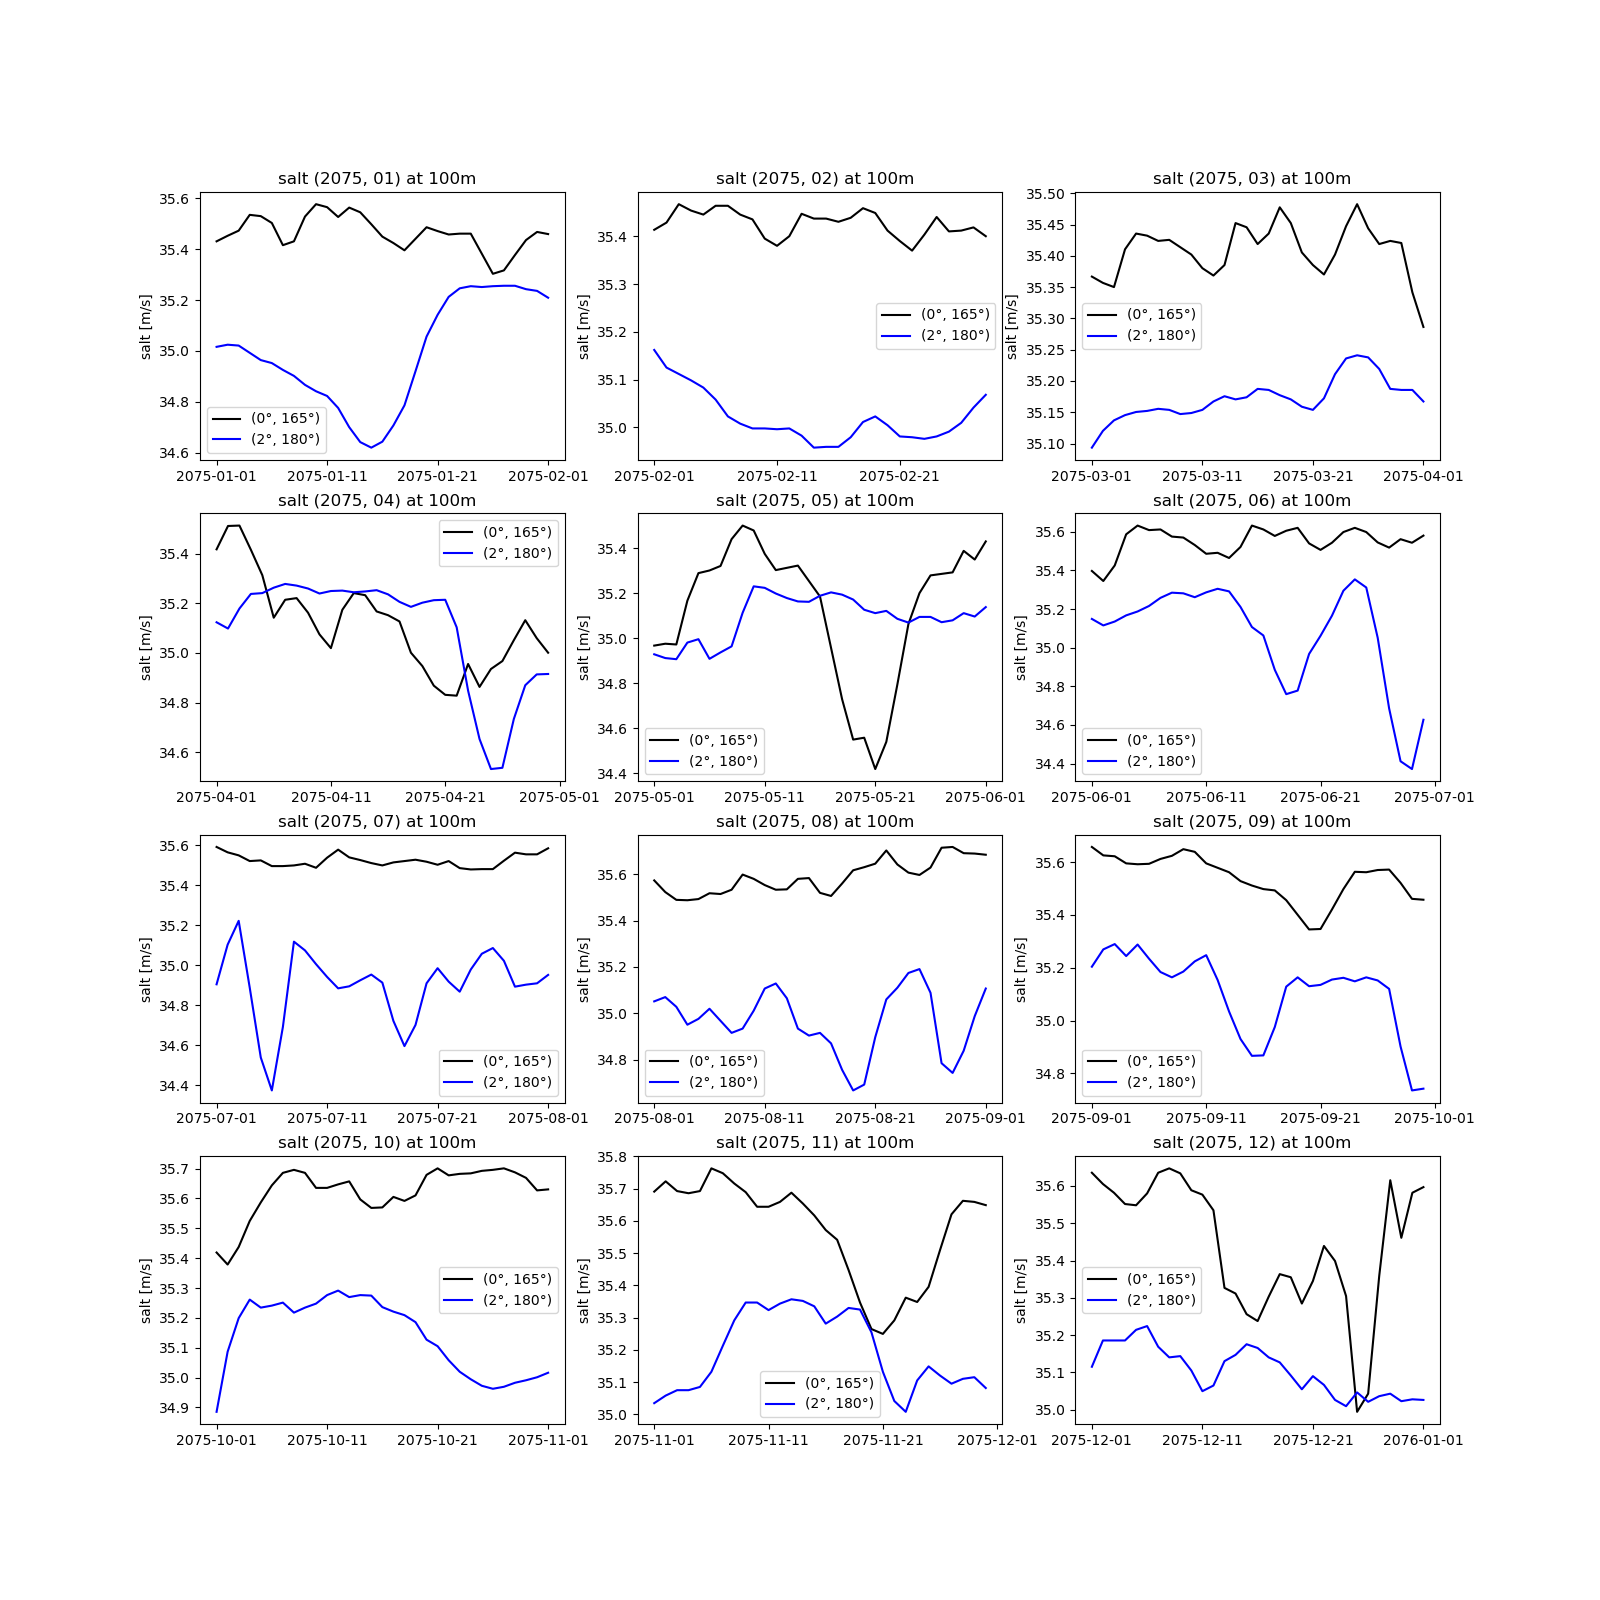 salt (2075, 01) at 100m
salt [m/s]
35.6
35.4
35.2
35.0
34.8
34.6
(0°, 165°)
(2°, 180°)
2075-01-01 2075-01-11 2075-01-21 2075-02-01
salt (2075, 02) at 100m
salt [m/s]
35.4
35.3
35.2
35.1
35.0
(0°, 165°)
(2°, 180°)
2075-02-01 2075-02-11 2075-02-21
salt (2075, 03) at 100m
salt [m/s]
35.50
35.45
35.40
35.35
35.30
35.25
35.20
35.15
35.10
(0°, 165°)
(2°, 180°)
2075-03-01 2075-03-11 2075-03-21 2075-04-01
salt (2075, 04) at 100m
salt [m/s]
35.4
35.2
35.0
34.8
34.6
(0°, 165°)
(2°, 180°)
2075-04-01 2075-04-11 2075-04-21 2075-05-01
salt (2075, 05) at 100m
salt [m/s]
35.4
35.2
35.0
34.8
34.6
34.4
(0°, 165°)
(2°, 180°)
2075-05-01 2075-05-11 2075-05-21 2075-06-01
salt (2075, 06) at 100m
salt [m/s]
35.6
35.4
35.2
35.0
34.8
34.6
34.4
(0°, 165°)
(2°, 180°)
2075-06-01 2075-06-11 2075-06-21 2075-07-01
salt (2075, 07) at 100m
salt [m/s]
35.6
35.4
35.2
35.0
34.8
34.6
34.4
(0°, 165°)
(2°, 180°)
2075-07-01 2075-07-11 2075-07-21 2075-08-01
salt (2075, 08) at 100m
salt [m/s]
35.6
35.4
35.2
35.0
34.8
(0°, 165°)
(2°, 180°)
2075-08-01 2075-08-11 2075-08-21 2075-09-01
salt (2075, 09) at 100m
salt [m/s]
35.6
35.4
35.2
35.0
34.8
(0°, 165°)
(2°, 180°)
2075-09-01 2075-09-11 2075-09-21 2075-10-01
salt (2075, 10) at 100m
salt [m/s]
35.7
35.6
35.5
35.4
35.3
35.2
35.1
35.0
34.9
(0°, 165°)
(2°, 180°)
2075-10-01 2075-10-11 2075-10-21 2075-11-01
salt (2075, 11) at 100m
salt [m/s]
35.8
35.7
35.6
35.5
35.4
35.3
35.2
35.1
35.0
(0°, 165°)
(2°, 180°)
2075-11-01 2075-11-11 2075-11-21 2075-12-01
salt (2075, 12) at 100m
salt [m/s]
35.6
35.5
35.4
35.3
35.2
35.1
35.0
(0°, 165°)
(2°, 180°)
2075-12-01 2075-12-11 2075-12-21 2076-01-01